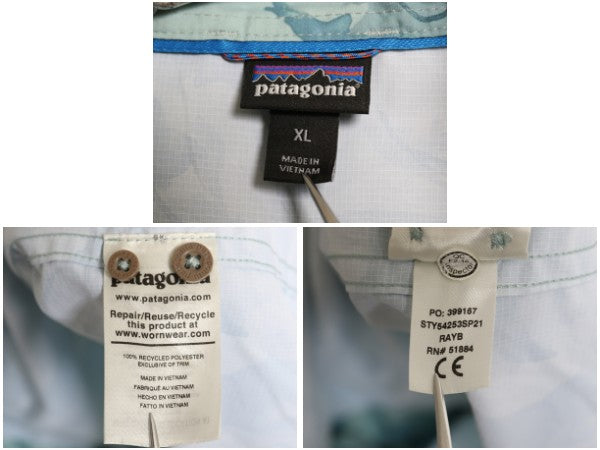 patagonia®
XL
MADE IN
VIETNAM
patagonia
www.patagonia.com
Repair/Reuse/Recycle
this product at
www.wornwear.com
100% RECYCLED POLYESTER
EXCLUSIVE OF TRIM
MADE IN VIETNAM
FABRIQUÉ AU VIETNAM
HECHO EN VIETNAM
FATTO IN VIETNAM
PO: 399167
STY54253SP21
RAYB
RN# 51884
CE